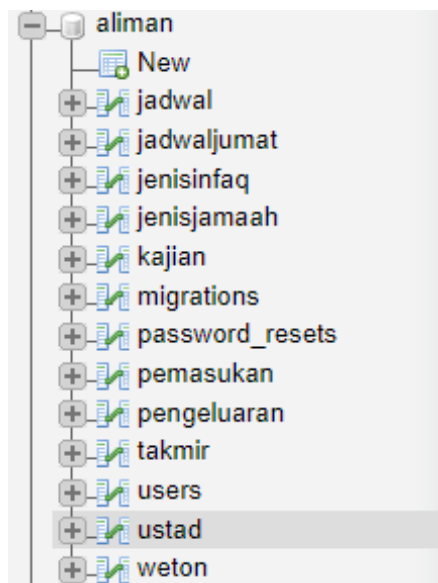 aliman
New
jadwal
jadwaljumat
jenisinfaq
jenisjamaah
kajian
migrations
password_resets
pemasukan
pengeluaran
takmir
users
ustad
weton